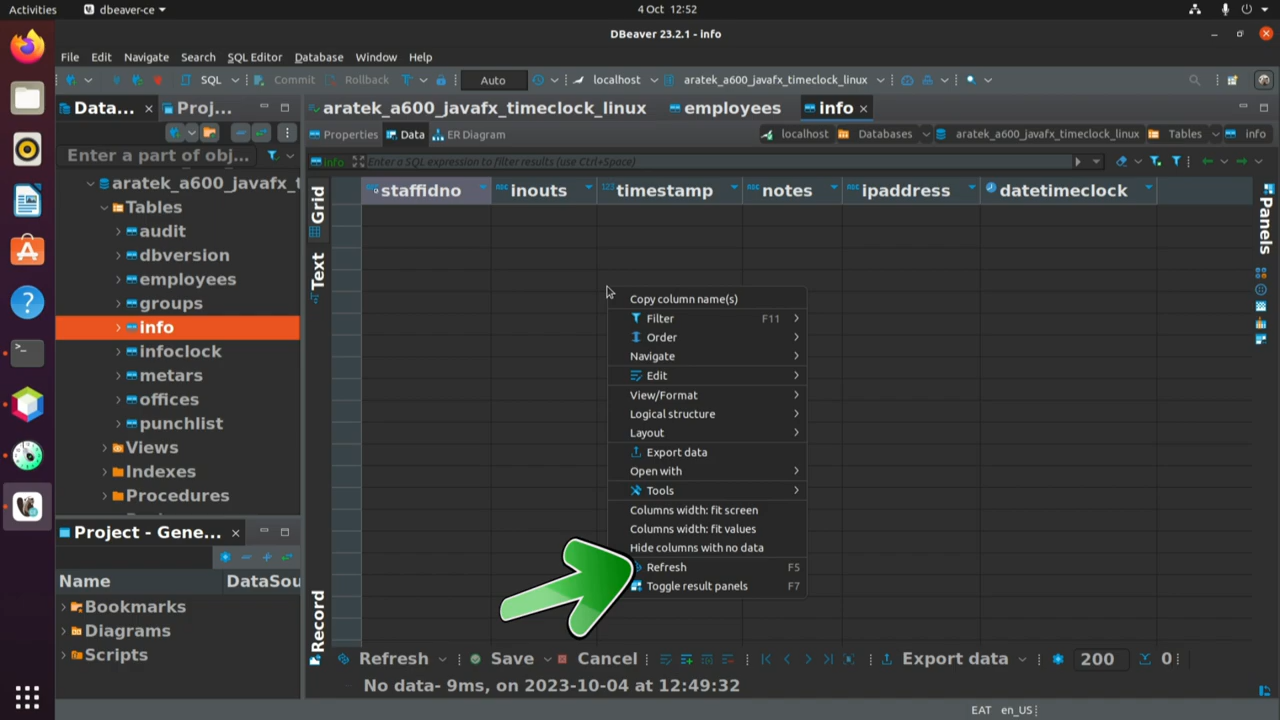 Activities dbeaver-ce 4 Oct 12:52
DBeaver 23.2.1 - info
File Edit Navigate Search SQL Editor Database Window Help
SQL Commit Rollback Auto localhost aratek_a600_javafx_timeclock_linux
Data... Proj...
aratek_a600_javafx_timeclock_linux employees info
Properties Data ER Diagram localhost Databases aratek_a600_javafx_timeclock_linux Tables info
Enter a part of obj...
info Enter a SQL expression to filter results (use Ctrl+Space)
aratek_a600_javafx_t
Tables
audit
dbversion
employees
groups
info
infoclock
metars
offices
punchlist
Views
Indexes
Procedures
Grid
Text
Record
staffidno inouts timestamp notes ipaddress datetimeclock
Panels
Copy column name(s)
Filter F11
Order
Navigate
Edit
View/Format
Logical structure
Layout
Export data
Open with
Tools
Columns width: fit screen
Columns width: fit values
Hide columns with no data
Refresh F5
Toggle result panels F7
Project - Gene...
Name DataSou
Bookmarks
Diagrams
Scripts
Refresh Save Cancel Export data 200 0
No data- 9ms, on 2023-10-04 at 12:49:32
EAT en_US